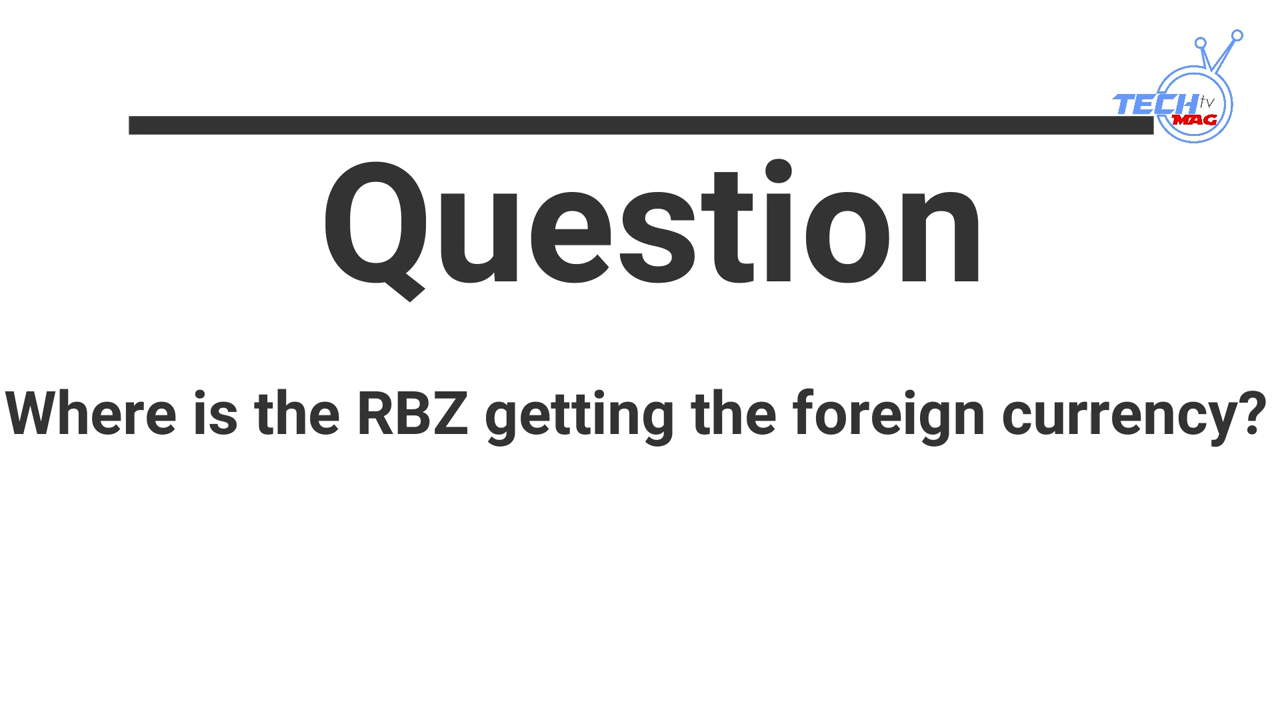 TECH tv
MAG
Question
Where is the RBZ getting the foreign currency?